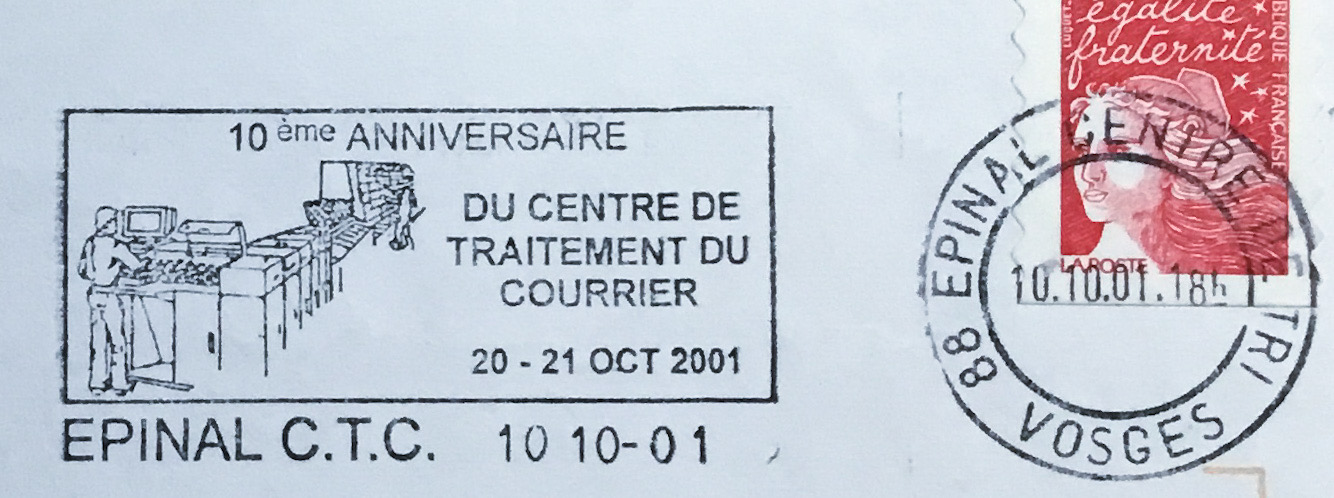 10 ème ANNIVERSAIRE
DU CENTRE DE
TRAITEMENT DU
COURRIER
20 - 21 OCT 2001
EPINAL C.T.C. 10 10-01
égalité
fraternité
BLIQUE FRANÇAISE
LA POSTE
88 EPINAL CENTRE DE TRI
10.10.01.18h
VOSGES